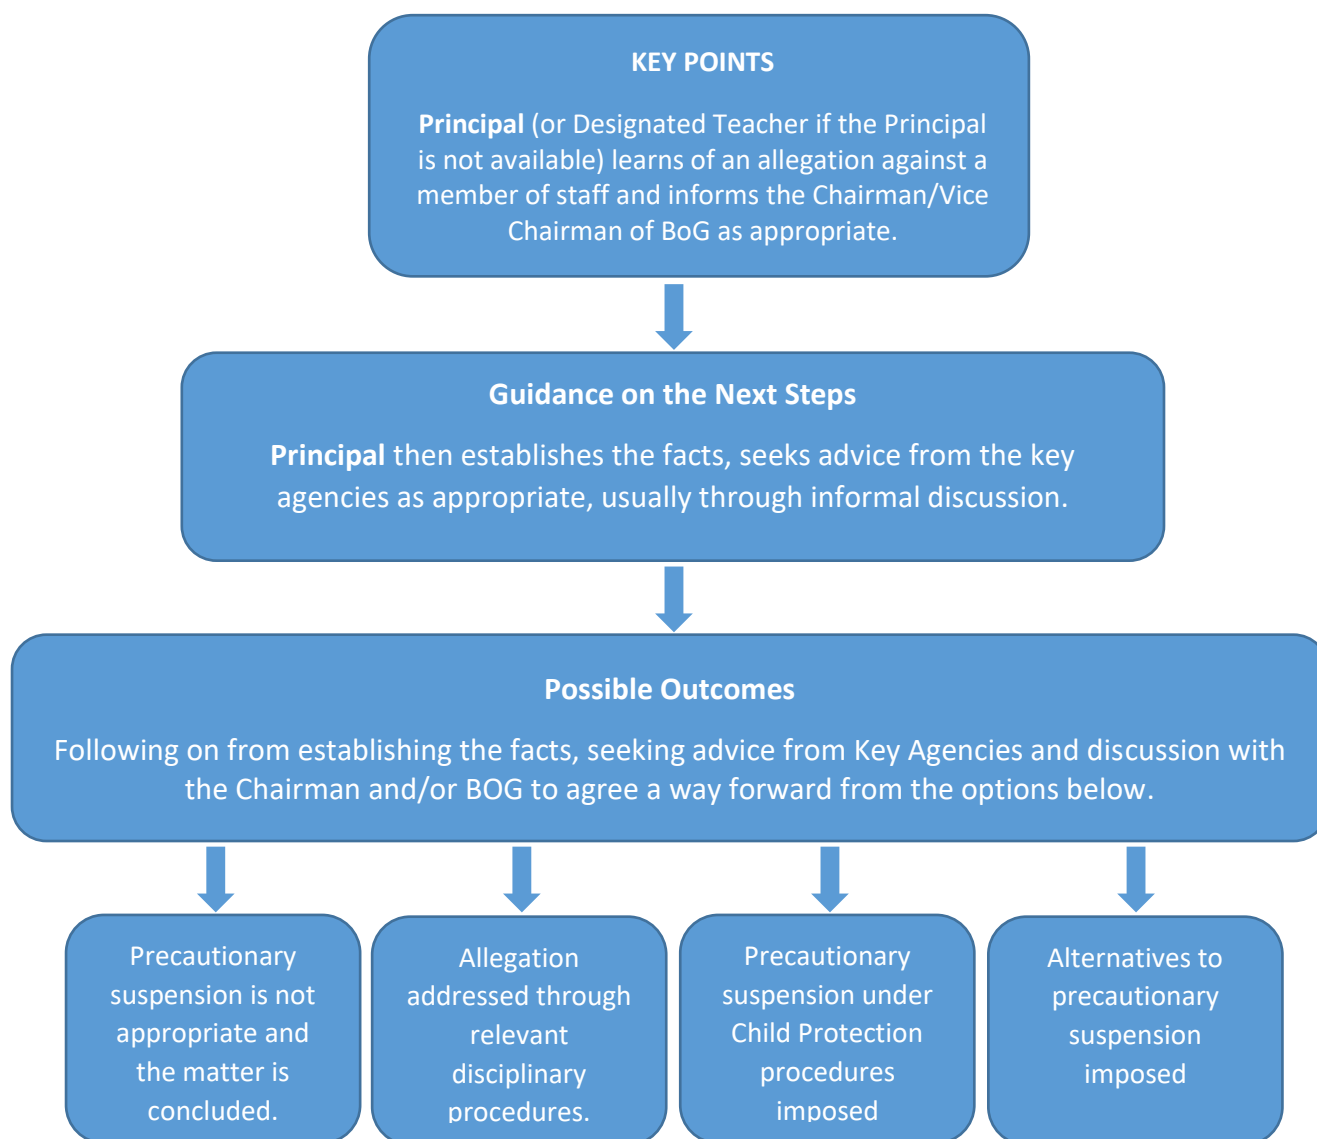 KEY POINTS
Principal (or Designated Teacher if the Principal
is not available) learns of an allegation against a
member of staff and informs the Chairman/Vice
Chairman of BoG as appropriate.
Guidance on the Next Steps
Principal then establishes the facts, seeks advice from the key
agencies as appropriate, usually through informal discussion.
Possible Outcomes
Following on from establishing the facts, seeking advice from Key Agencies and discussion with
the Chairman and/or BOG to agree a way forward from the options below.
Precautionary
suspension is not
appropriate and
the matter is
concluded.
Allegation
addressed through
relevant
disciplinary
procedures.
Precautionary
suspension under
Child Protection
procedures
imposed
Alternatives to
precautionary
suspension
imposed